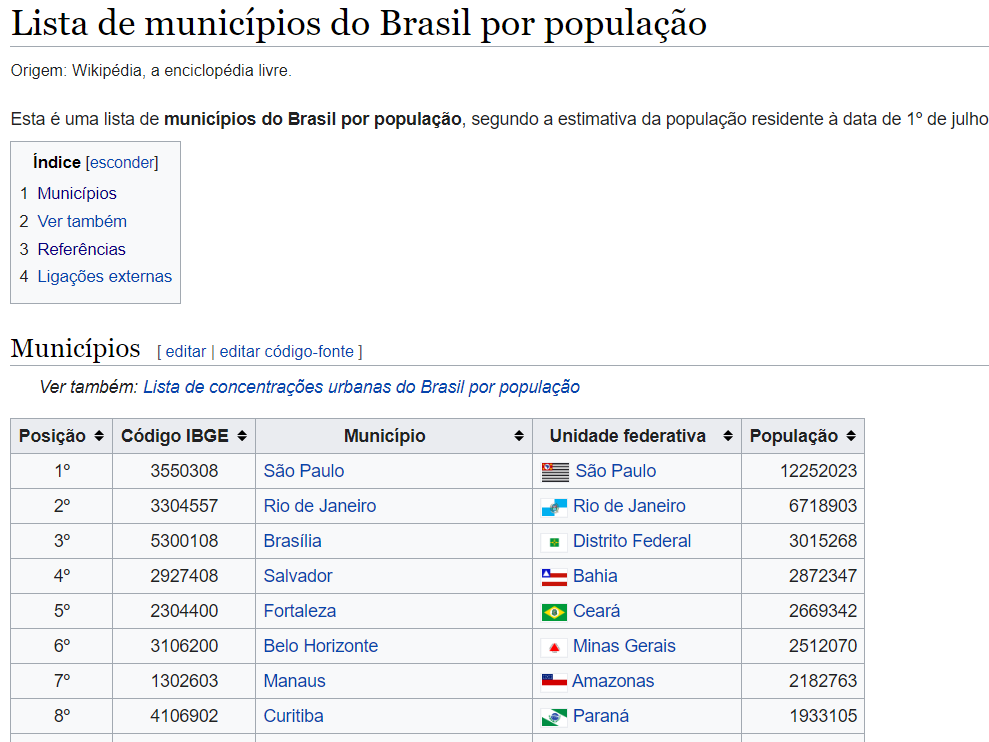 Lista de municípios do Brasil por população
Origem: Wikipédia, a enciclopédia livre.
Esta é uma lista de municípios do Brasil por população, segundo a estimativa da população residente à data de 1º de julho
Índice [esconder]
1 Municípios
2 Ver também
3 Referências
4 Ligações externas
Municípios [ editar | editar código-fonte ]
Ver também: Lista de concentrações urbanas do Brasil por população
Posição Código IBGE Município Unidade federativa População
1º 3550308 São Paulo São Paulo 12252023
2º 3304557 Rio de Janeiro Rio de Janeiro 6718903
3º 5300108 Brasília Distrito Federal 3015268
4º 2927408 Salvador Bahia 2872347
5º 2304400 Fortaleza Ceará 2669342
6º 3106200 Belo Horizonte Minas Gerais 2512070
7º 1302603 Manaus Amazonas 2182763
8º 4106902 Curitiba Paraná 1933105